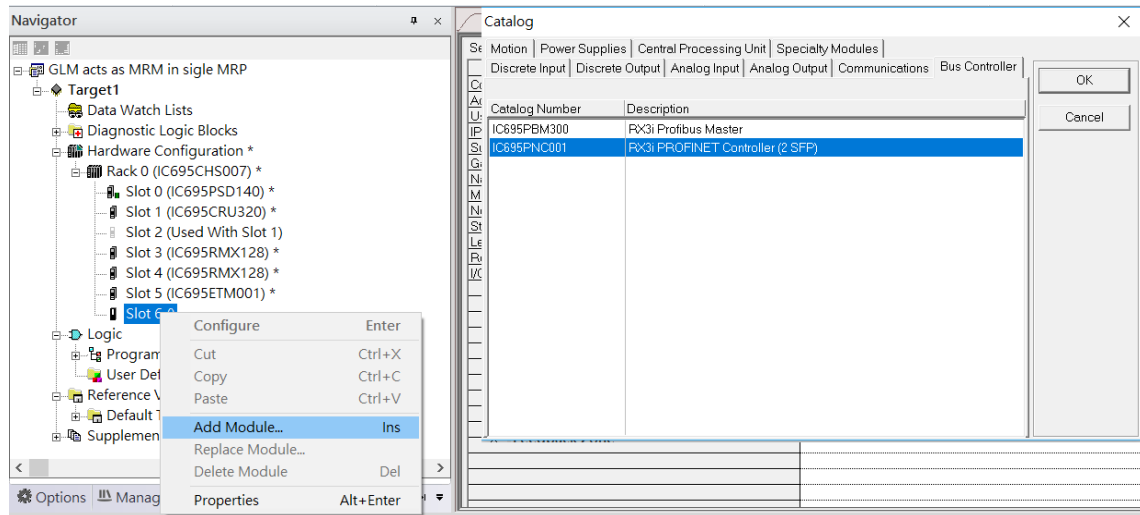 Navigator
GLM acts as MRM in sigle MRP
Target1
Data Watch Lists
Diagnostic Logic Blocks
Hardware Configuration *
Rack 0 (IC695CHS007) *
Slot 0 (IC695PSD140) *
Slot 1 (IC695CRU320) *
Slot 2 (Used With Slot 1)
Slot 3 (IC695RMX128) *
Slot 4 (IC695RMX128) *
Slot 5 (IC695ETM001) *
Slot 6
Logic
Program
User Def
Reference V
Default T
Supplemen
Options Manag
Configure Enter
Cut Ctrl+X
Copy Ctrl+C
Paste Ctrl+V
Add Module... Ins
Replace Module...
Delete Module Del
Properties Alt+Enter
Catalog
Motion Power Supplies Central Processing Unit Specialty Modules
Discrete Input Discrete Output Analog Input Analog Output Communications Bus Controller
Catalog Number Description
IC695PBM300 RX3i Profibus Master
IC695PNC001 RX3i PROFINET Controller (2 SFP)
OK
Cancel